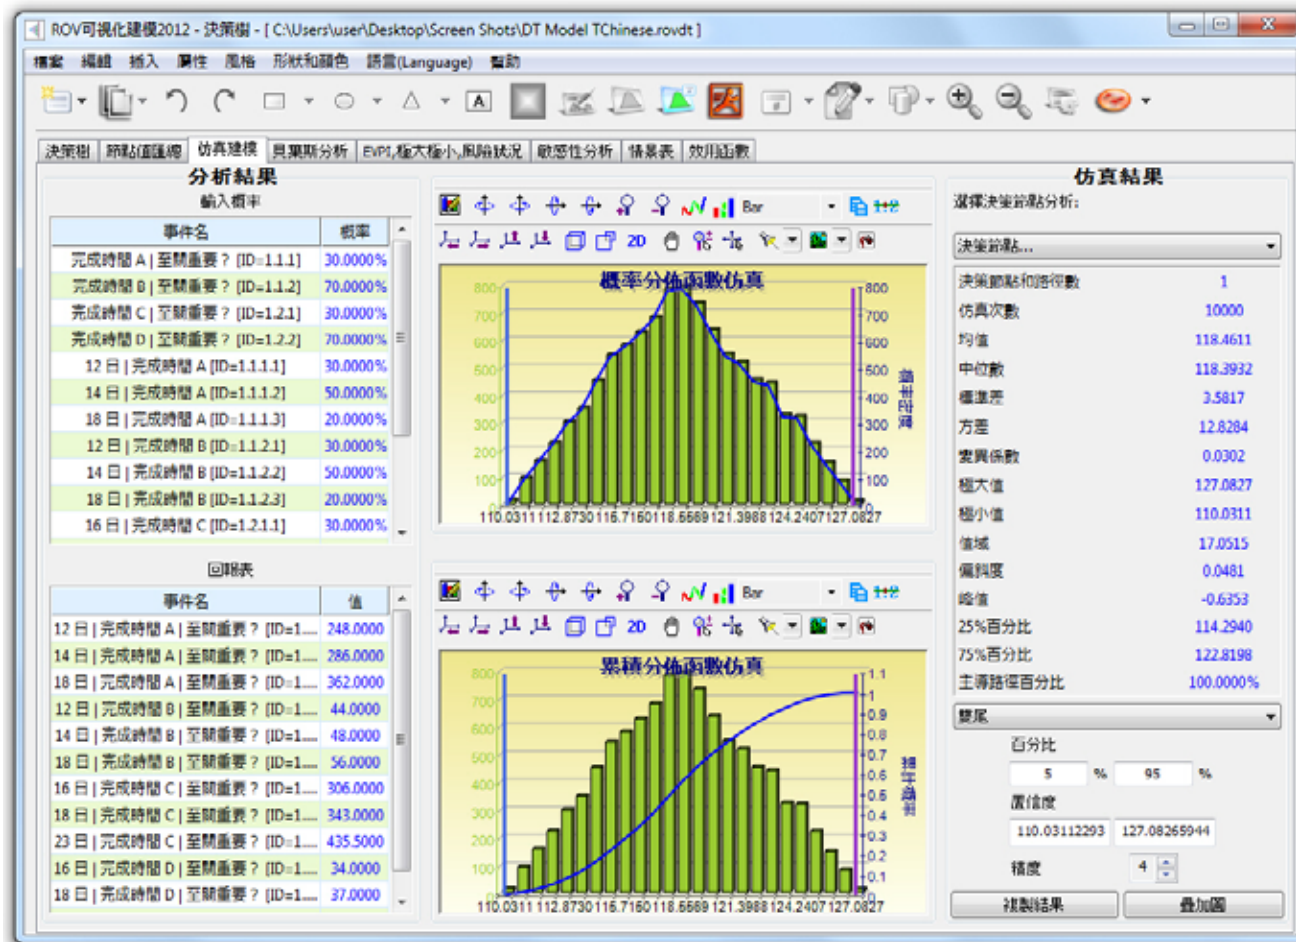 ROV可視化建模2012 - 決策樹 - [ C:\Users\user\Desktop\Screen Shots\DT Model TChinese.rovdt ]
檔案 編輯 插入 屬性 風格 形狀和顏色 語言(Language) 幫助
A
決策樹 節點值匯總 仿真建模 貝葉斯分析 EVPI,極大極小,風險狀況 敏感性分析 情景表 效用函數
分析結果
輸入概率
事件名 概率
完成時間 A | 至關重要? [ID=1.1.1] 30.0000%
完成時間 B | 至關重要? [ID=1.1.2] 70.0000%
完成時間 C | 至關重要? [ID=1.2.1] 30.0000%
完成時間 D | 至關重要? [ID=1.2.2] 70.0000%
12 日 | 完成時間 A [ID=1.1.1.1] 30.0000%
14 日 | 完成時間 A [ID=1.1.1.2] 50.0000%
18 日 | 完成時間 A [ID=1.1.1.3] 20.0000%
12 日 | 完成時間 B [ID=1.1.2.1] 30.0000%
14 日 | 完成時間 B [ID=1.1.2.2] 50.0000%
18 日 | 完成時間 B [ID=1.1.2.3] 20.0000%
16 日 | 完成時間 C [ID=1.2.1.1] 30.0000%
回報表
事件名 值
12 日 | 完成時間 A | 至關重要? [ID=1.... 248.0000
14 日 | 完成時間 A | 至關重要? [ID=1.... 286.0000
18 日 | 完成時間 A | 至關重要? [ID=1.... 362.0000
12 日 | 完成時間 B | 至關重要? [ID=1.... 44.0000
14 日 | 完成時間 B | 至關重要? [ID=1.... 48.0000
18 日 | 完成時間 B | 至關重要? [ID=1.... 56.0000
16 日 | 完成時間 C | 至關重要? [ID=1.... 306.0000
18 日 | 完成時間 C | 至關重要? [ID=1.... 343.0000
23 日 | 完成時間 C | 至關重要? [ID=1.... 435.5000
16 日 | 完成時間 D | 至關重要? [ID=1.... 34.0000
18 日 | 完成時間 D | 至關重要? [ID=1.... 37.0000
Bar
2D
概率分佈函數仿真
800 800
700 700
600 600
500 500
400 400
300 300
200 200
100 100
0 0
110.0311 112.8730 115.7150 118.5569 121.3988 124.2407 127.0827
Bar
2D
累積分佈函數仿真
800 1.1
700 1
600 0.9
500 0.8
400 0.7
300 0.6
200 0.5
100 0.4
0 0.3
0.2
0.1
0
110.0311 112.8730 115.7150 118.5569 121.3988 124.2407 127.0827
仿真結果
選擇決策節點分析:
決策節點...
決策節點和路徑數 1
仿真次數 10000
均值 118.4611
中位數 118.3932
標準差 3.5817
方差 12.8284
變異係數 0.0302
極大值 127.0827
極小值 110.0311
值域 17.0515
偏斜度 0.0481
峰值 -0.6353
25%百分比 114.2940
75%百分比 122.8198
主導路徑百分比 100.0000%
雙尾
百分比
5 % 95 %
置信度
110.03112293 127.08265944
精度 4
複製結果 疊加圖